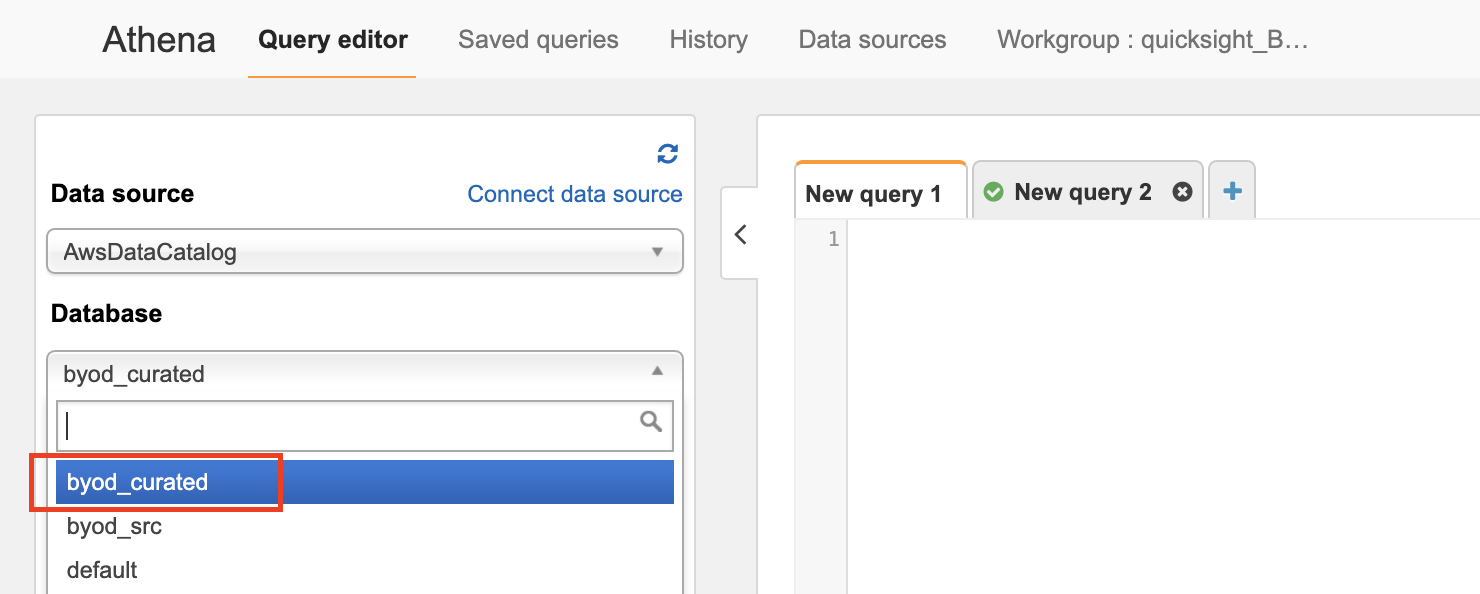 Athena Query editor Saved queries History Data sources Workgroup : quicksight_B…
Data source Connect data source
AwsDataCatalog
Database
byod_curated
byod_curated
byod_src
default
New query 1 New query 2
1